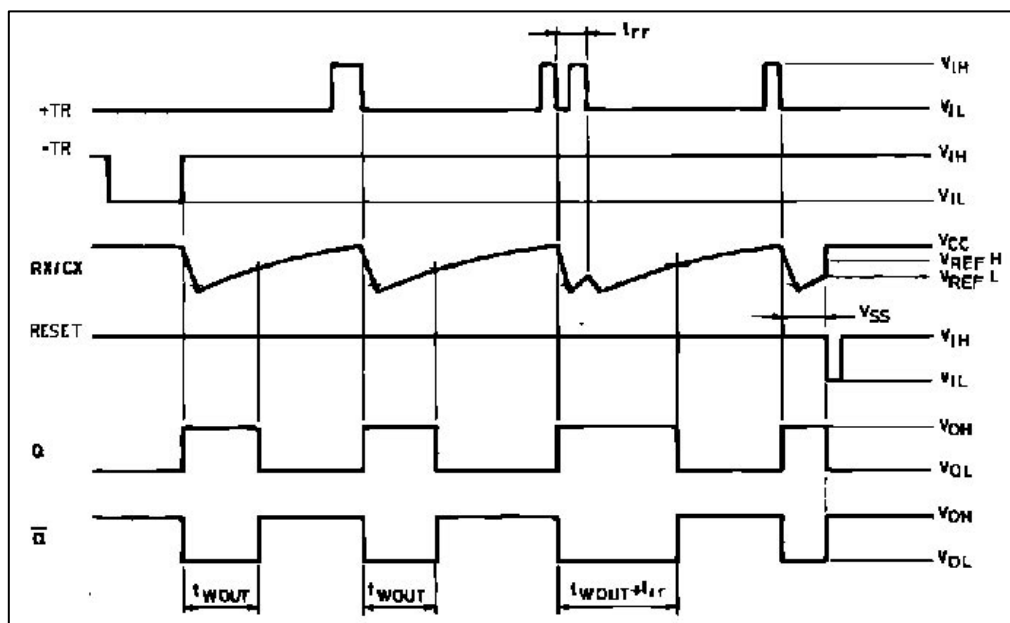 trr
VIH
+TR
VIL
-TR
VIH
VIL
VCC
VREF H
RX/CX
VREF L
VSS
RESET
VIH
VIL
VOH
Q
VOL
VOH
Q̅
VOL
tWOUT
tWOUT
tWOUT+trr